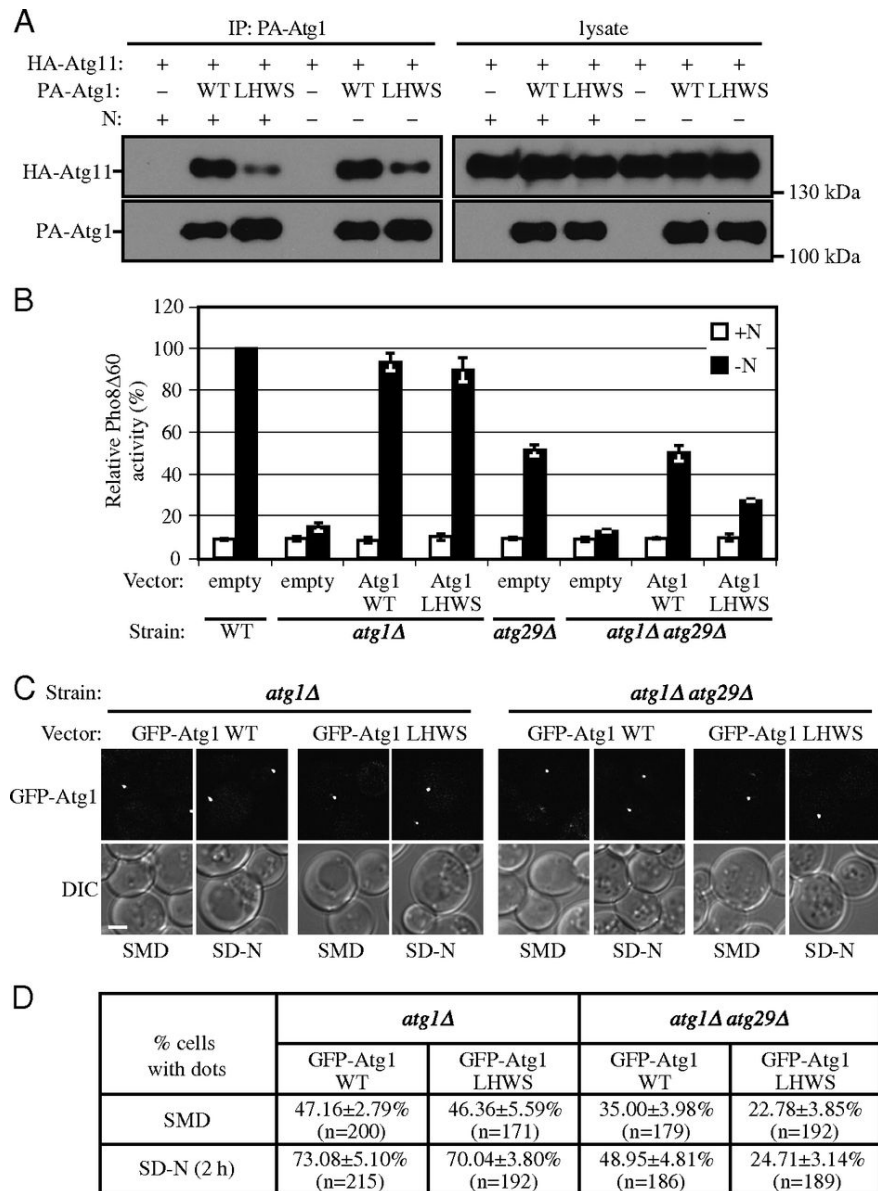 A
IP: PA-Atg1 lysate
HA-Atg11: + + + + + + + + + + + +
PA-Atg1: – WT LHWS – WT LHWS – WT LHWS – WT LHWS
N: + + + – – – + + + – – –
HA-Atg11
130 kDa
PA-Atg1
100 kDa
B
Relative Pho8Δ60 activity (%)
120
100
80
60
40
20
0
+N
-N
Vector: empty empty Atg1 WT Atg1 LHWS empty empty Atg1 WT Atg1 LHWS
Strain: WT atg1Δ atg29Δ atg1Δ atg29Δ
C
Strain: atg1Δ atg1Δ atg29Δ
Vector: GFP-Atg1 WT GFP-Atg1 LHWS GFP-Atg1 WT GFP-Atg1 LHWS
GFP-Atg1
DIC
SMD SD-N SMD SD-N SMD SD-N SMD SD-N
D
% cells with dots
atg1Δ atg1Δ atg29Δ
GFP-Atg1 WT GFP-Atg1 LHWS GFP-Atg1 WT GFP-Atg1 LHWS
SMD 47.16±2.79% (n=200) 46.36±5.59% (n=171) 35.00±3.98% (n=179) 22.78±3.85% (n=192)
SD-N (2 h) 73.08±5.10% (n=215) 70.04±3.80% (n=192) 48.95±4.81% (n=186) 24.71±3.14% (n=189)